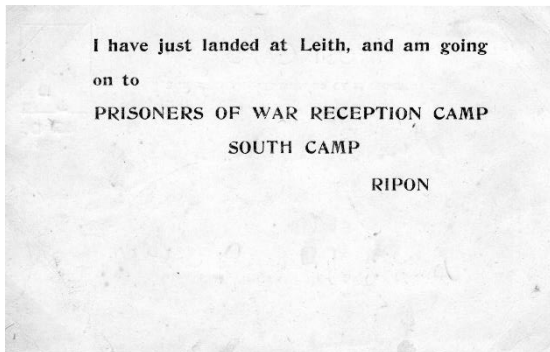 I have just landed at Leith, and am going
on to
PRISONERS OF WAR RECEPTION CAMP
SOUTH CAMP
RIPON